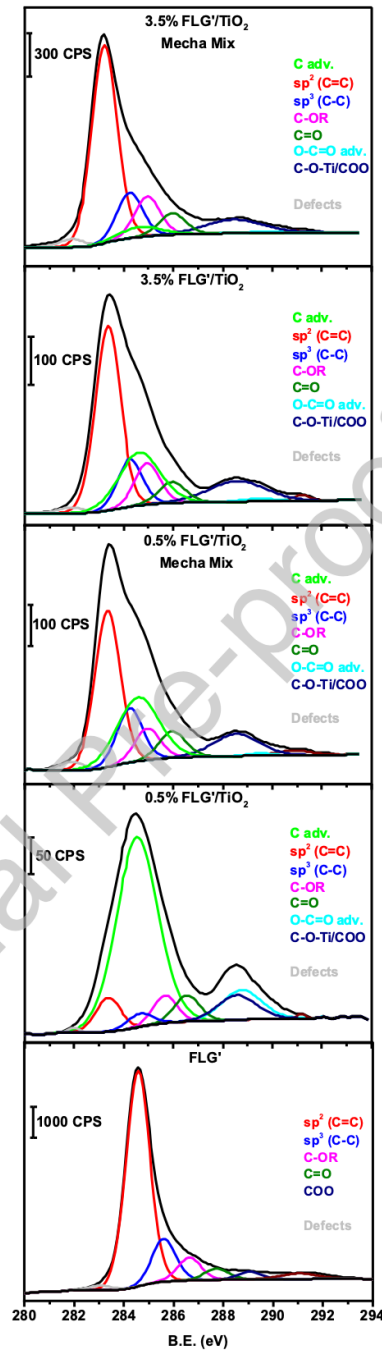 3.5% FLG'/TiO₂
Mecha Mix
300 CPS
C adv.
sp² (C=C)
sp³ (C-C)
C-OR
C=O
O-C=O adv.
C-O-Ti/COO
Defects
3.5% FLG'/TiO₂
100 CPS
C adv.
sp² (C=C)
sp³ (C-C)
C-OR
C=O
O-C=O adv.
C-O-Ti/COO
Defects
0.5% FLG'/TiO₂
Mecha Mix
100 CPS
C adv.
sp² (C=C)
sp³ (C-C)
C-OR
C=O
O-C=O adv.
C-O-Ti/COO
Defects
0.5% FLG'/TiO₂
50 CPS
C adv.
sp² (C=C)
sp³ (C-C)
C-OR
C=O
O-C=O adv.
C-O-Ti/COO
Defects
FLG'
1000 CPS
sp² (C=C)
sp³ (C-C)
C-OR
C=O
COO
Defects
280 282 284 286 288 290 292 294
B.E. (eV)